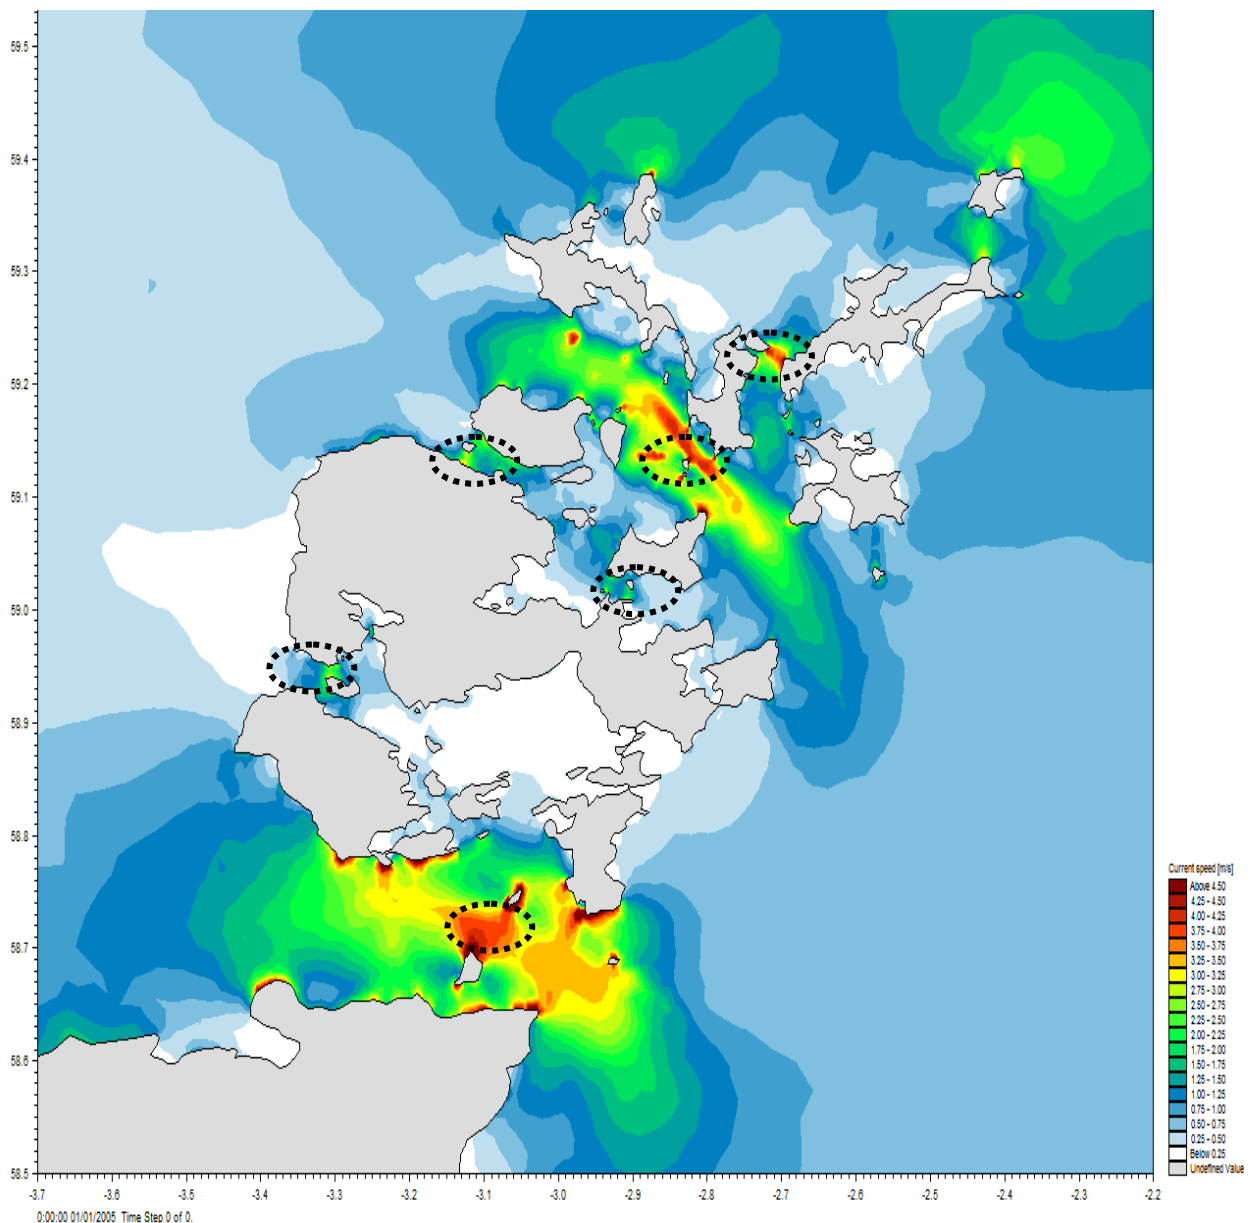 59.5
59.4
59.3
59.2
59.1
59.0
58.9
58.8
58.7
58.6
58.5
-3.7 -3.6 -3.5 -3.4 -3.3 -3.2 -3.1 -3.0 -2.9 -2.8 -2.7 -2.6 -2.5 -2.4 -2.3 -2.2
0:00:00 01/01/2005 Time Step 0 of 0.
Current speed [m/s]
Above 4.50
4.25 - 4.50
4.00 - 4.25
3.75 - 4.00
3.50 - 3.75
3.25 - 3.50
3.00 - 3.25
2.75 - 3.00
2.50 - 2.75
2.25 - 2.50
2.00 - 2.25
1.75 - 2.00
1.50 - 1.75
1.25 - 1.50
1.00 - 1.25
0.75 - 1.00
0.50 - 0.75
0.25 - 0.50
Below 0.25
Undefined Value